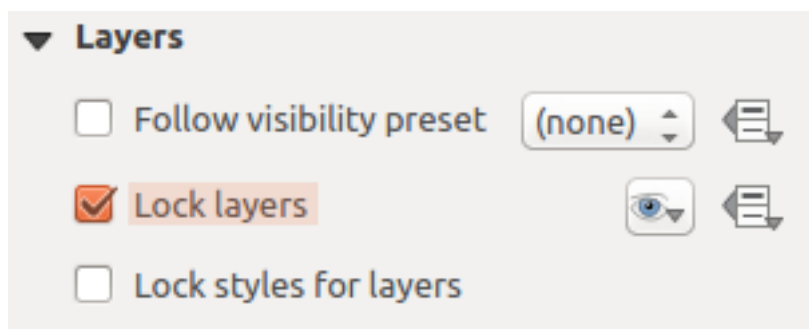 Layers
Follow visibility preset (none)
Lock layers
Lock styles for layers